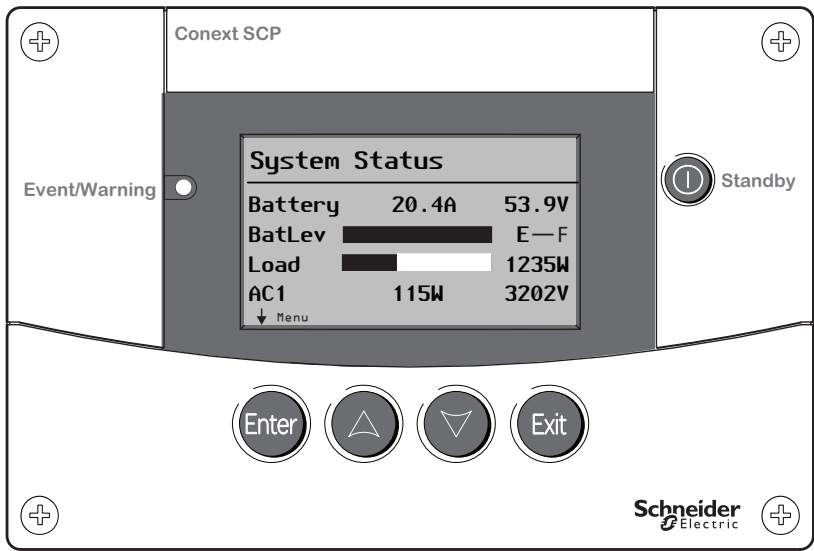 Conext SCP
Event/Warning
Standby
System Status
Battery 20.4A 53.9V
BatLev E—F
Load 1235W
AC1 115W 3202V
↓ Menu
Enter Exit
Schneider
Electric